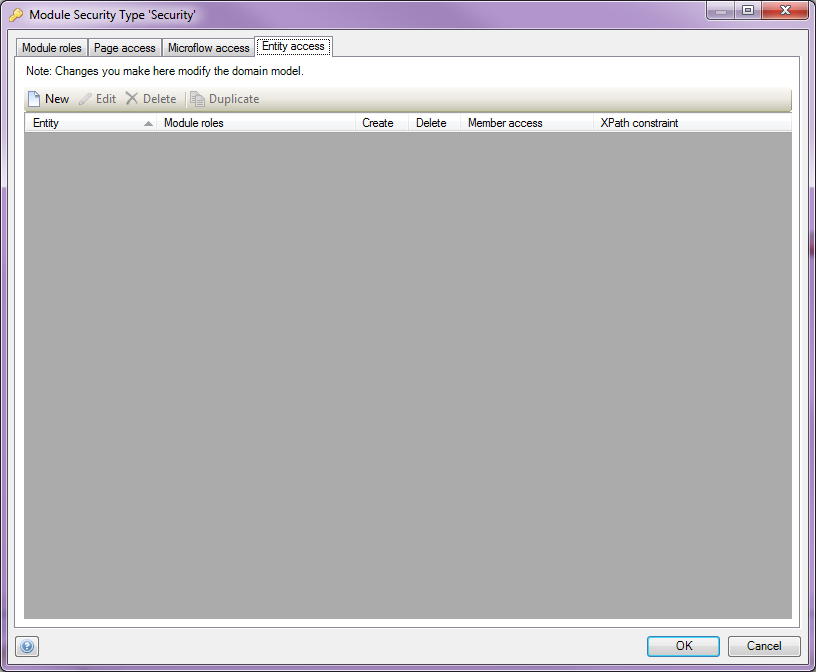 Module Security Type 'Security'
Module roles Page access Microflow access Entity access
Note: Changes you make here modify the domain model.
New Edit Delete Duplicate
Entity Module roles Create Delete Member access XPath constraint
OK Cancel